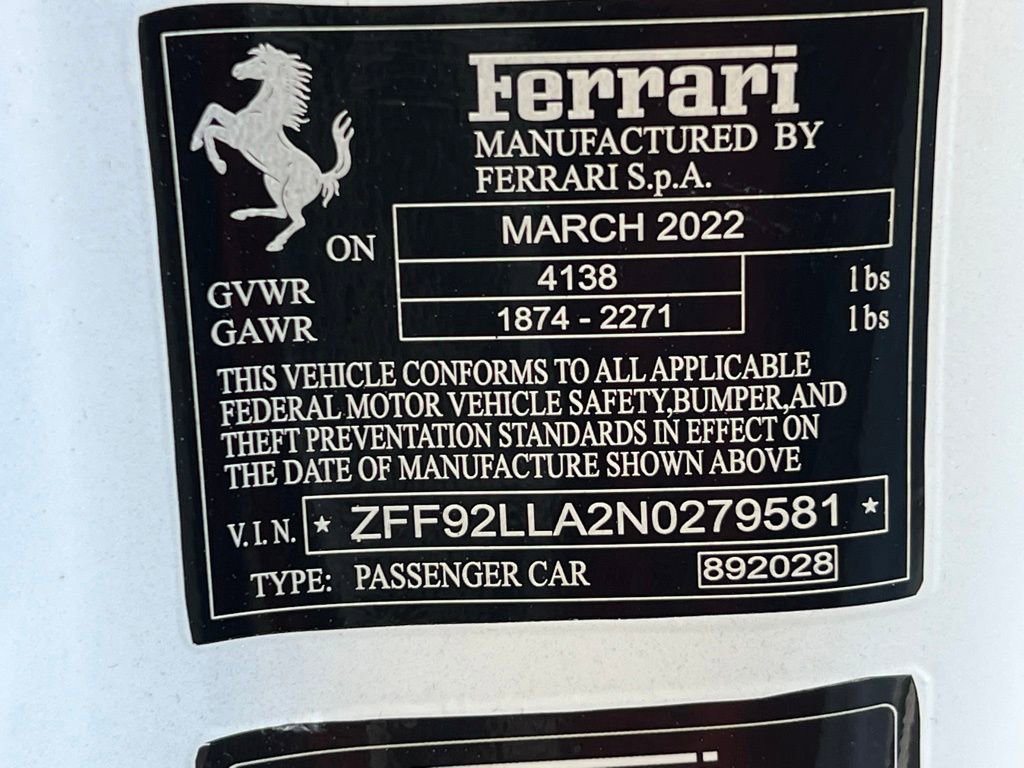 Ferrari
MANUFACTURED BY
FERRARI S.p.A.
ON MARCH 2022
GVWR 4138 lbs
GAWR 1874 - 2271 lbs
THIS VEHICLE CONFORMS TO ALL APPLICABLE
FEDERAL MOTOR VEHICLE SAFETY,BUMPER,AND
THEFT PREVENTATION STANDARDS IN EFFECT ON
THE DATE OF MANUFACTURE SHOWN ABOVE
V.I.N. * ZFF92LLA2N0279581 *
TYPE: PASSENGER CAR 892028